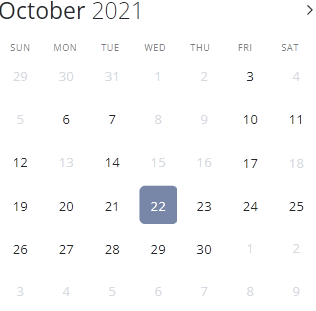 October 2021
SUN MON TUE WED THU FRI SAT
29 30 31 1 2 3 4
5 6 7 8 9 10 11
12 13 14 15 16 17 18
19 20 21 22 23 24 25
26 27 28 29 30 1 2
3 4 5 6 7 8 9